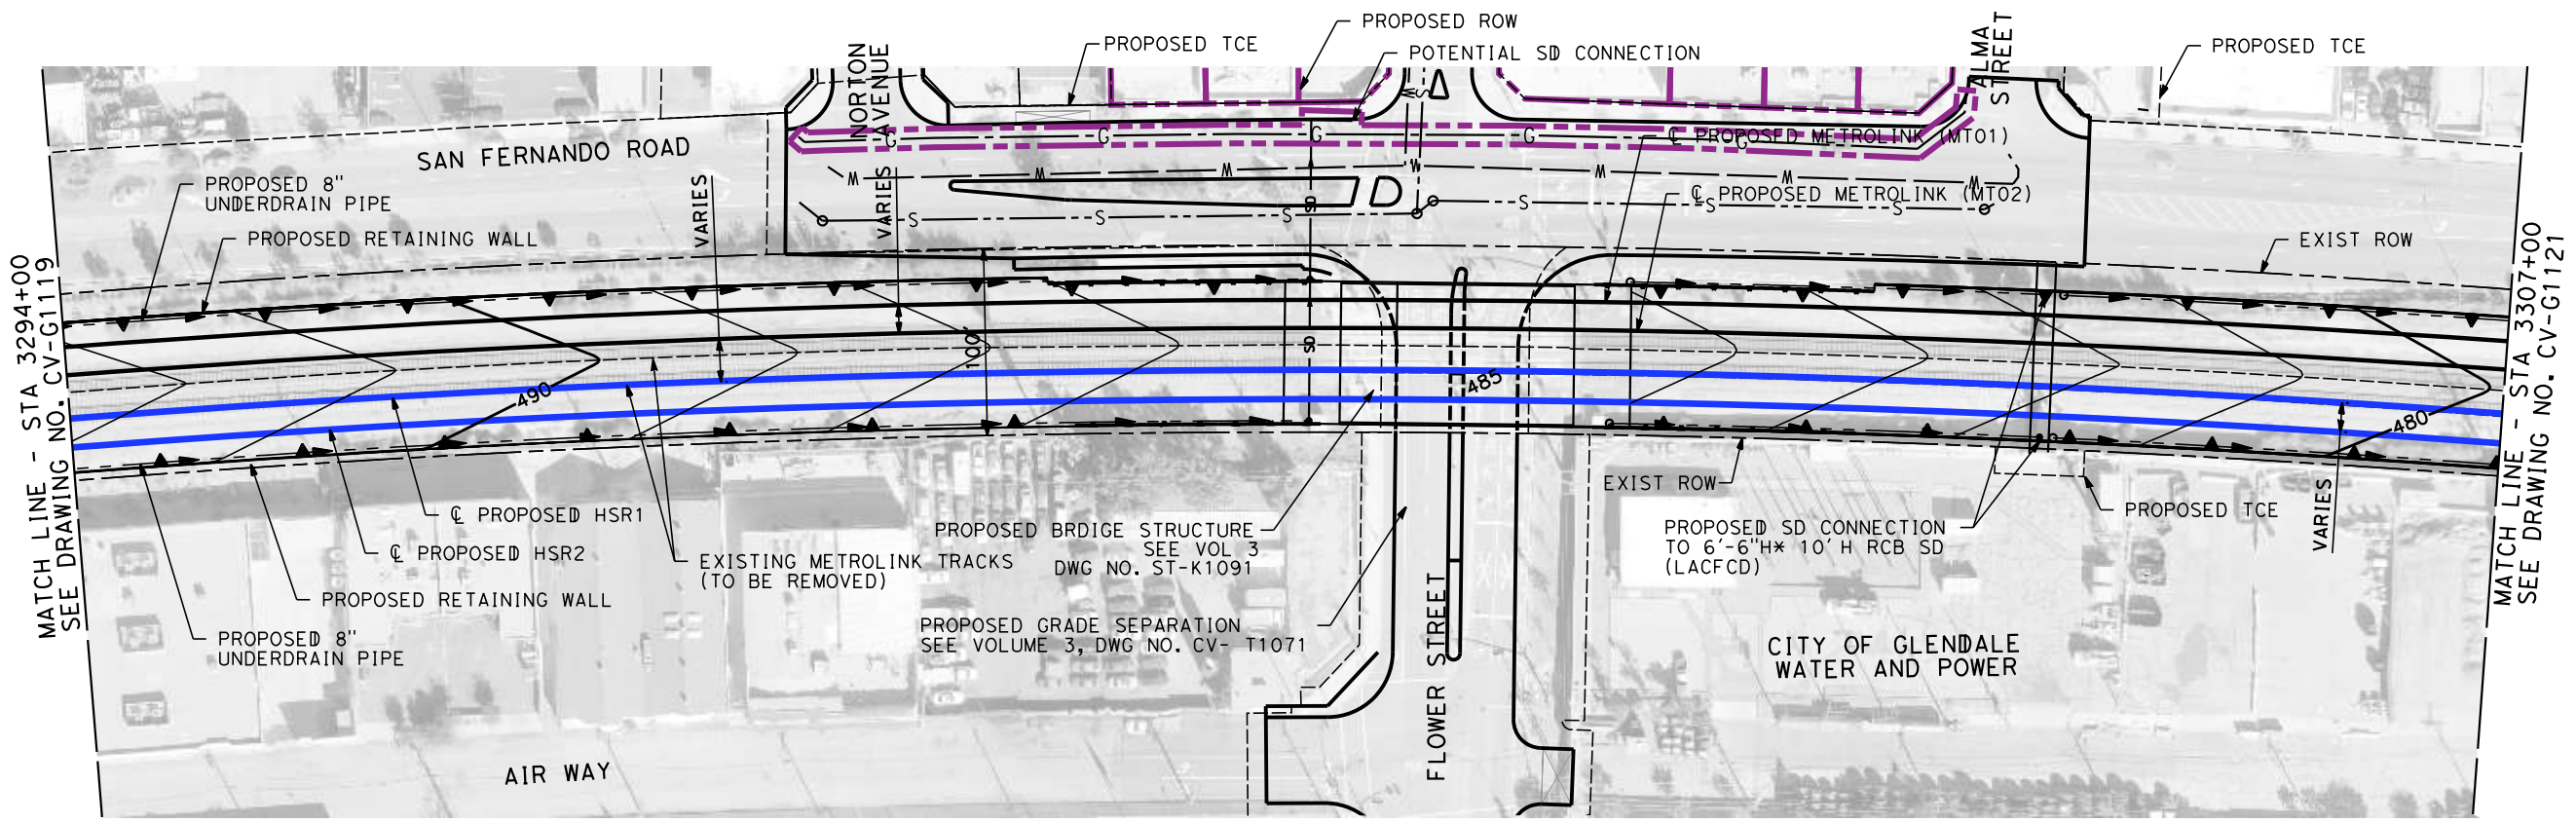 PROPOSED ROW
PROPOSED TCE
POTENTIAL SD CONNECTION
PROPOSED TCE
NORTON
AVENUE
ALMA
STREET
SAN FERNANDO ROAD
G
G
G
G
℄ PROPOSED METROLINK (MT01)
W
W
W
W
W
W
W
W
S
℄ PROPOSED METROLINK (MT02)
S
S
S
S
S
S
SD
SD
PROPOSED 8"
UNDERDRAIN PIPE
VARIES
VARIES
PROPOSED RETAINING WALL
EXIST ROW
MATCH LINE - STA 3294+00
SEE DRAWING NO. CV-G1119
MATCH LINE - STA 3307+00
SEE DRAWING NO. CV-G1121
100'
490
485
480
℄ PROPOSED HSR1
℄ PROPOSED HSR2
EXISTING METROLINK TRACKS
(TO BE REMOVED)
PROPOSED RETAINING WALL
PROPOSED 8"
UNDERDRAIN PIPE
PROPOSED BRDIGE STRUCTURE
SEE VOL 3
DWG NO. ST-K1091
PROPOSED GRADE SEPARATION
SEE VOLUME 3, DWG NO. CV- T1071
EXIST ROW
PROPOSED SD CONNECTION
TO 6'-6"H* 10' H RCB SD
(LACFCD)
PROPOSED TCE
VARIES
CITY OF GLENDALE
WATER AND POWER
FLOWER STREET
AIR WAY